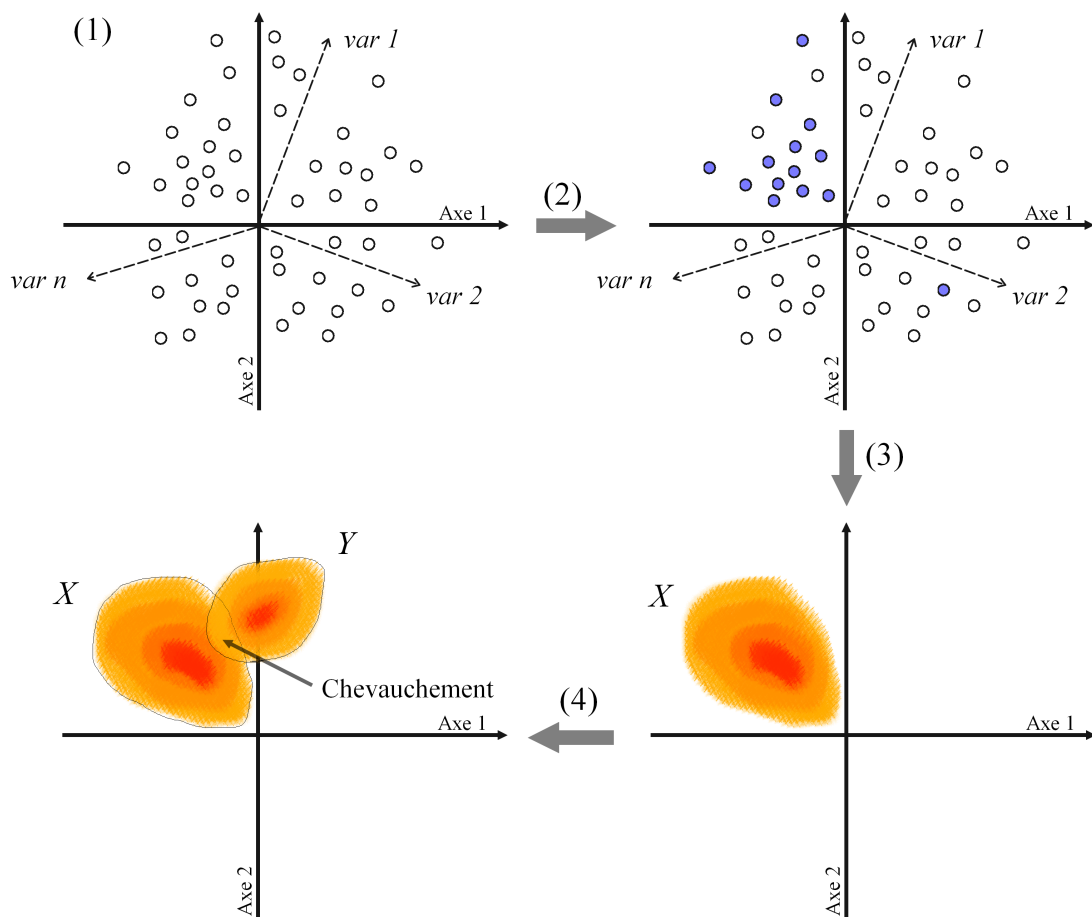 (1)
var 1
Axe 1
var n
var 2
Axe 2
(2)
var 1
Axe 1
var n
var 2
Axe 2
(3)
X
Axe 1
Axe 2
(4)
X
Y
Chevauchement
Axe 1
Axe 2